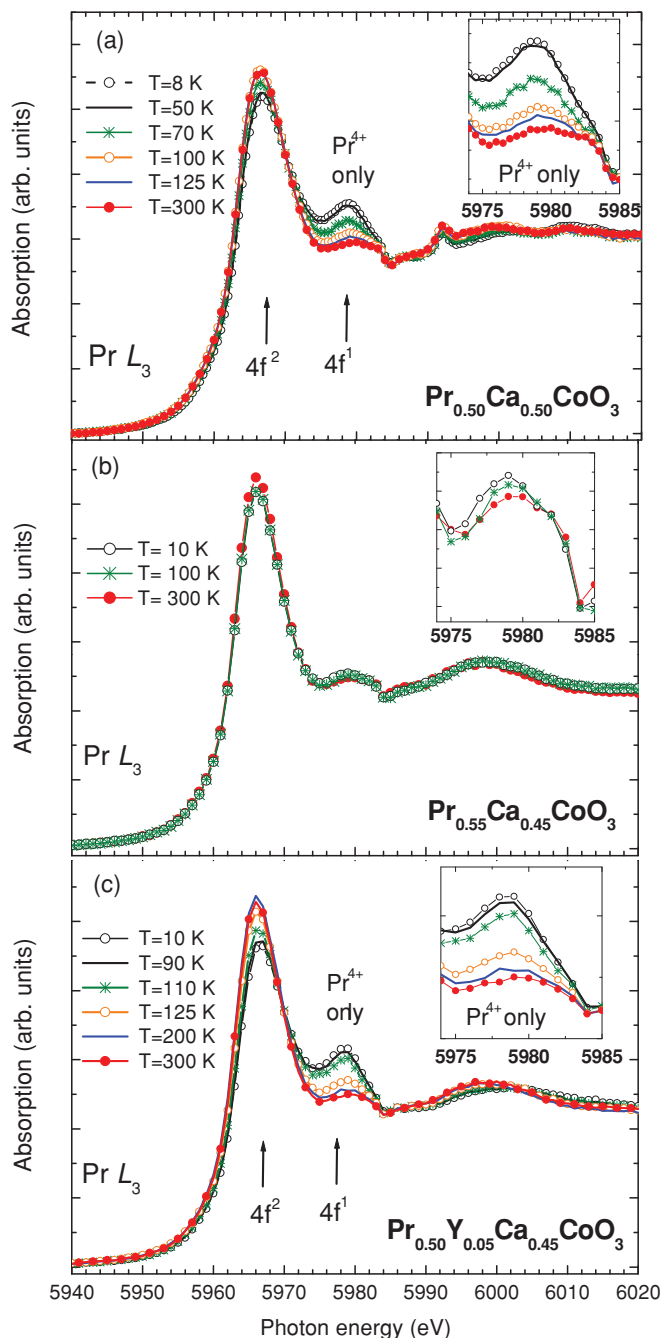 (a)
T=8 K
T=50 K
T=70 K
T=100 K
T=125 K
T=300 K
Pr4+
only
Pr4+ only
5975 5980 5985
Absorption (arb. units)
Pr L3
4f2
4f1
Pr0.50Ca0.50CoO3
(b)
T= 10 K
T= 100 K
T= 300 K
5975 5980 5985
Absorption (arb. units)
Pr L3
Pr0.55Ca0.45CoO3
(c)
T=10 K
T=90 K
T=110 K
T=125 K
T=200 K
T=300 K
Pr4+
only
Pr4+ only
5975 5980 5985
Absorption (arb. units)
Pr L3
4f2
4f1
Pr0.50Y0.05Ca0.45CoO3
5940 5950 5960 5970 5980 5990 6000 6010 6020
Photon energy (eV)